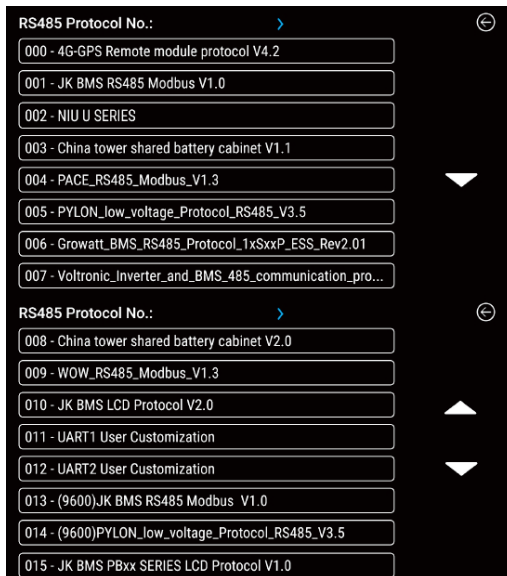 RS485 Protocol No.:
000 - 4G-GPS Remote module protocol V4.2
001 - JK BMS RS485 Modbus V1.0
002 - NIU U SERIES
003 - China tower shared battery cabinet V1.1
004 - PACE_RS485_Modbus_V1.3
005 - PYLON_low_voltage_Protocol_RS485_V3.5
006 - Growatt_BMS_RS485_Protocol_1xSxxP_ESS_Rev2.01
007 - Voltronic_Inverter_and_BMS_485_communication_pro...
RS485 Protocol No.:
008 - China tower shared battery cabinet V2.0
009 - WOW_RS485_Modbus_V1.3
010 - JK BMS LCD Protocol V2.0
011 - UART1 User Customization
012 - UART2 User Customization
013 - (9600)JK BMS RS485 Modbus  V1.0
014 - (9600)PYLON_low_voltage_Protocol_RS485_V3.5
015 - JK BMS PBxx SERIES LCD Protocol V1.0